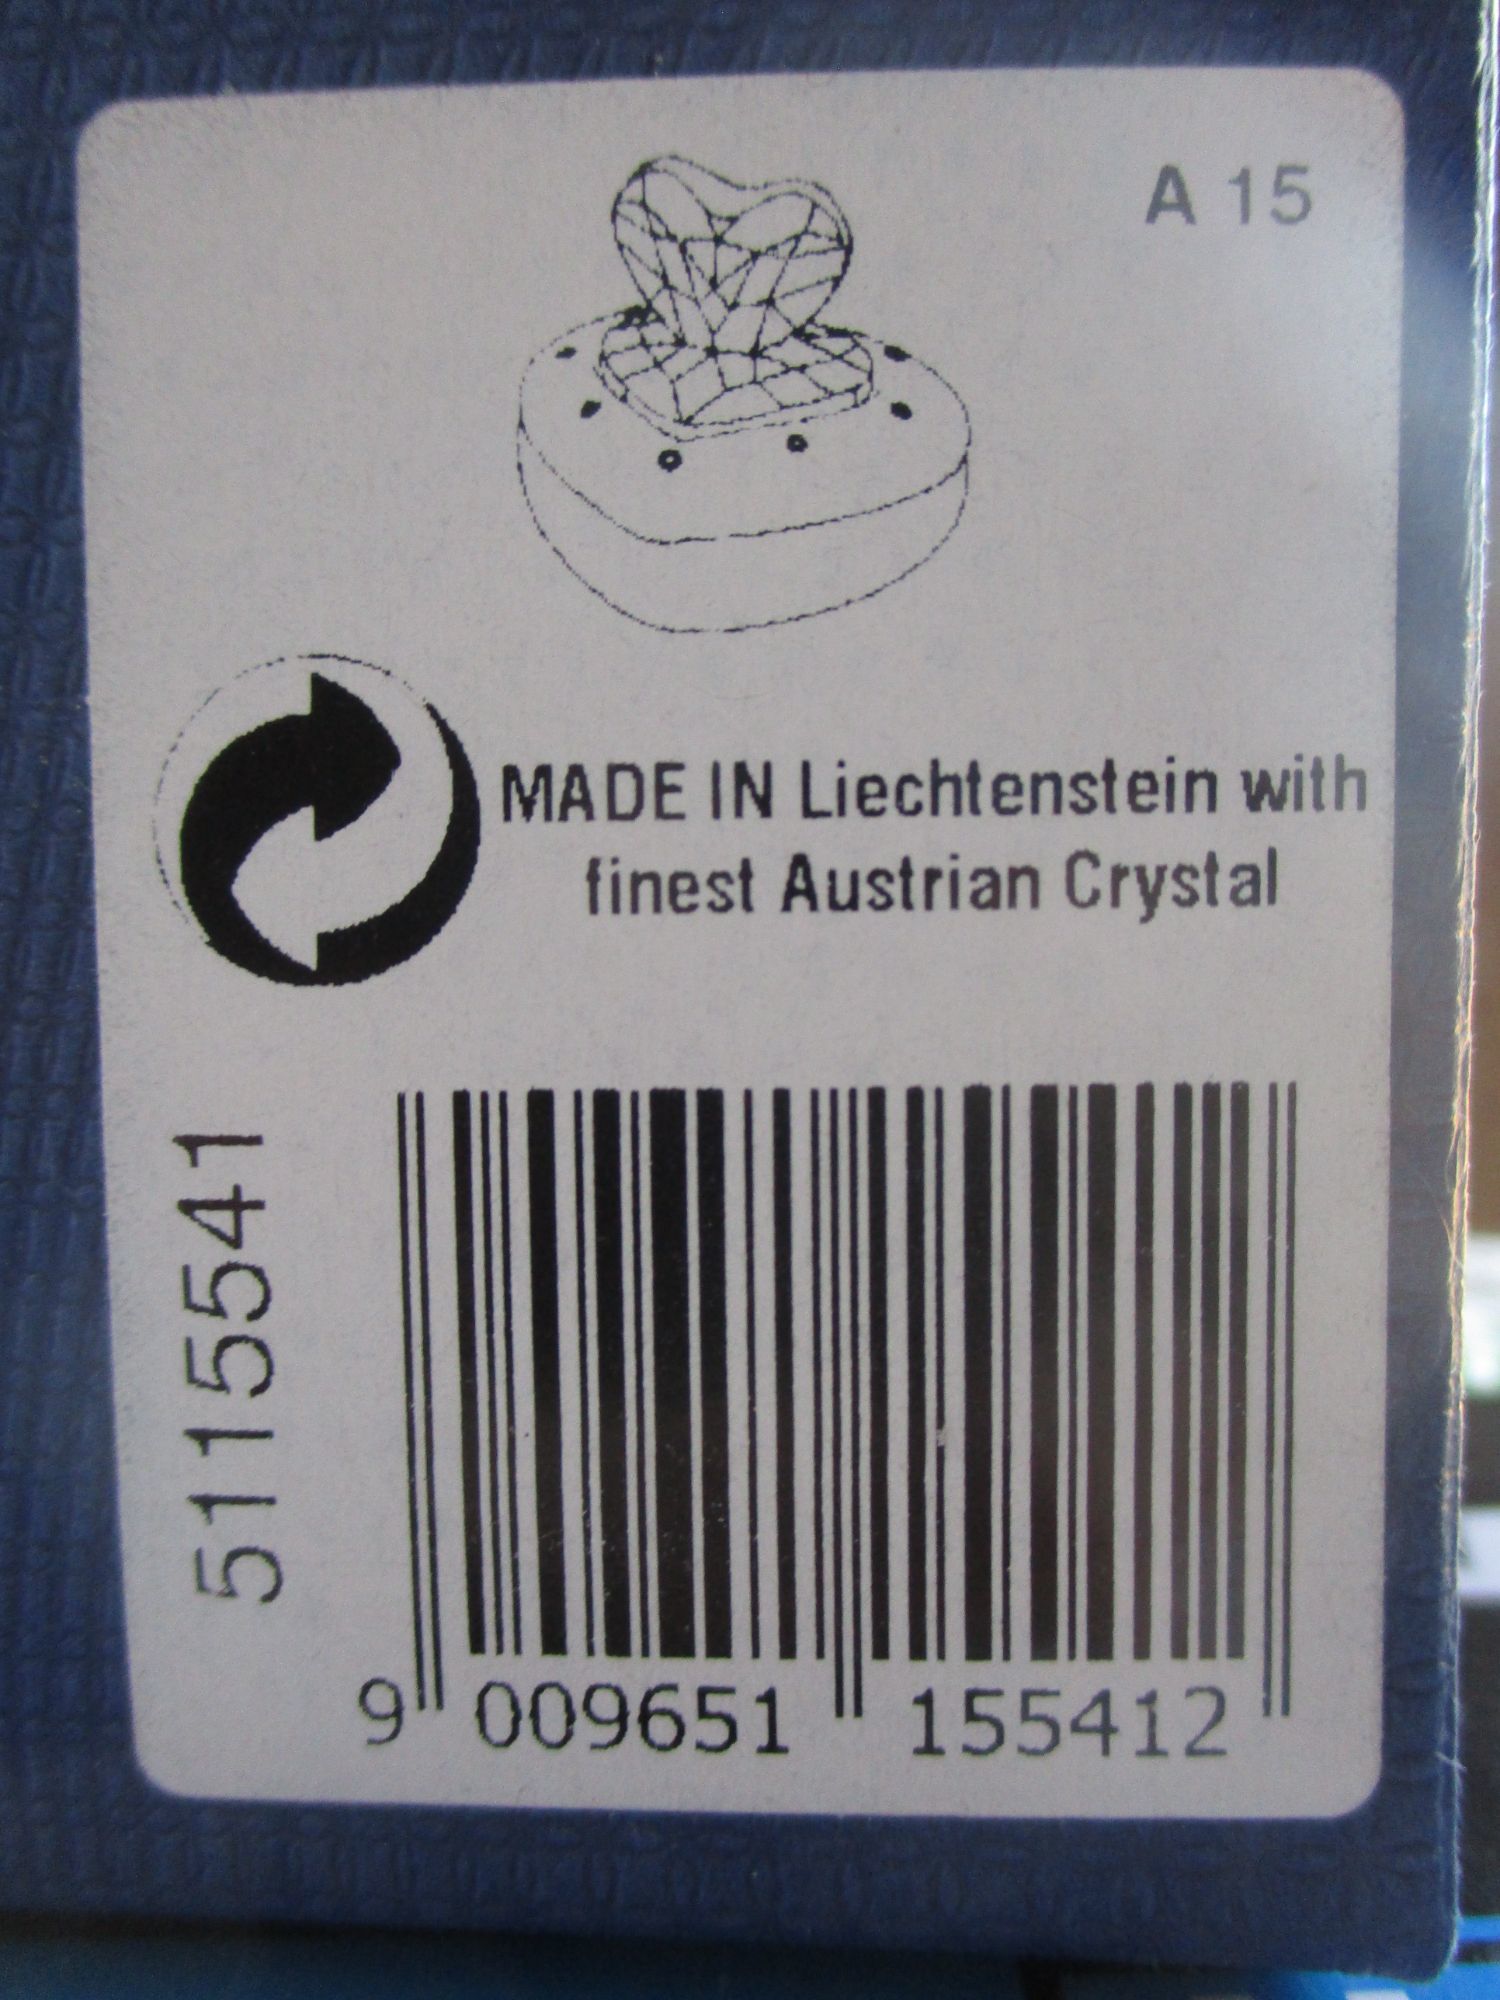 A 15
MADE IN Liechtenstein with
finest Austrian Crystal
5115541
9 009651 155412